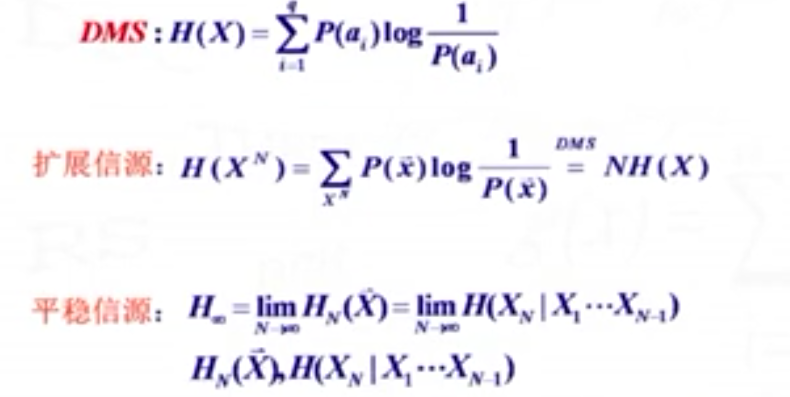 DMS : H(X) = ∑_{i=1}^{q} P(a_i) log 1/P(a_i)
扩展信源: H(X^N) = ∑_{X^N} P(x⃗) log 1/P(x⃗) =^{DMS} NH(X)
平稳信源: H_∞ = lim_{N→∞} H_N(X⃗) = lim_{N→∞} H(X_N | X_1 ⋯ X_{N-1})
H_N(X⃗), H(X_N | X_1 ⋯ X_{N-1})